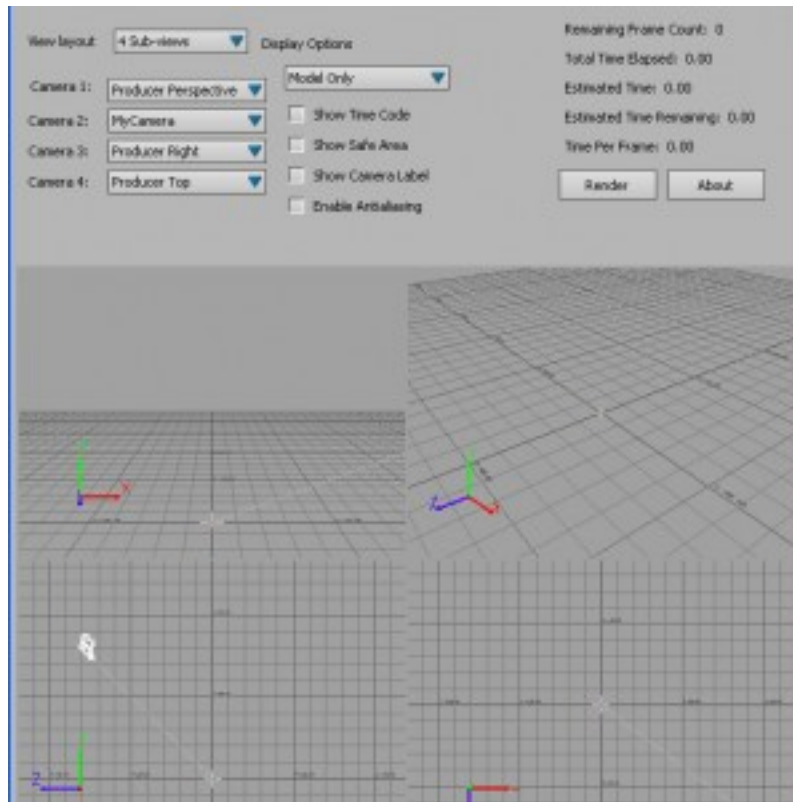 View layout: 4 Sub-views Display Options
Camera 1: Producer Perspective
Camera 2: MyCamera
Camera 3: Producer Right
Camera 4: Producer Top
Model Only
Show Time Code
Show Safe Area
Show Camera Label
Enable Antialiasing
Remaining Frame Count: 0
Total Time Elapsed: 0.00
Estimated Time: 0.00
Estimated Time Remaining: 0.00
Time Per Frame: 0.00
Render About
Y
X
Z
X
Z